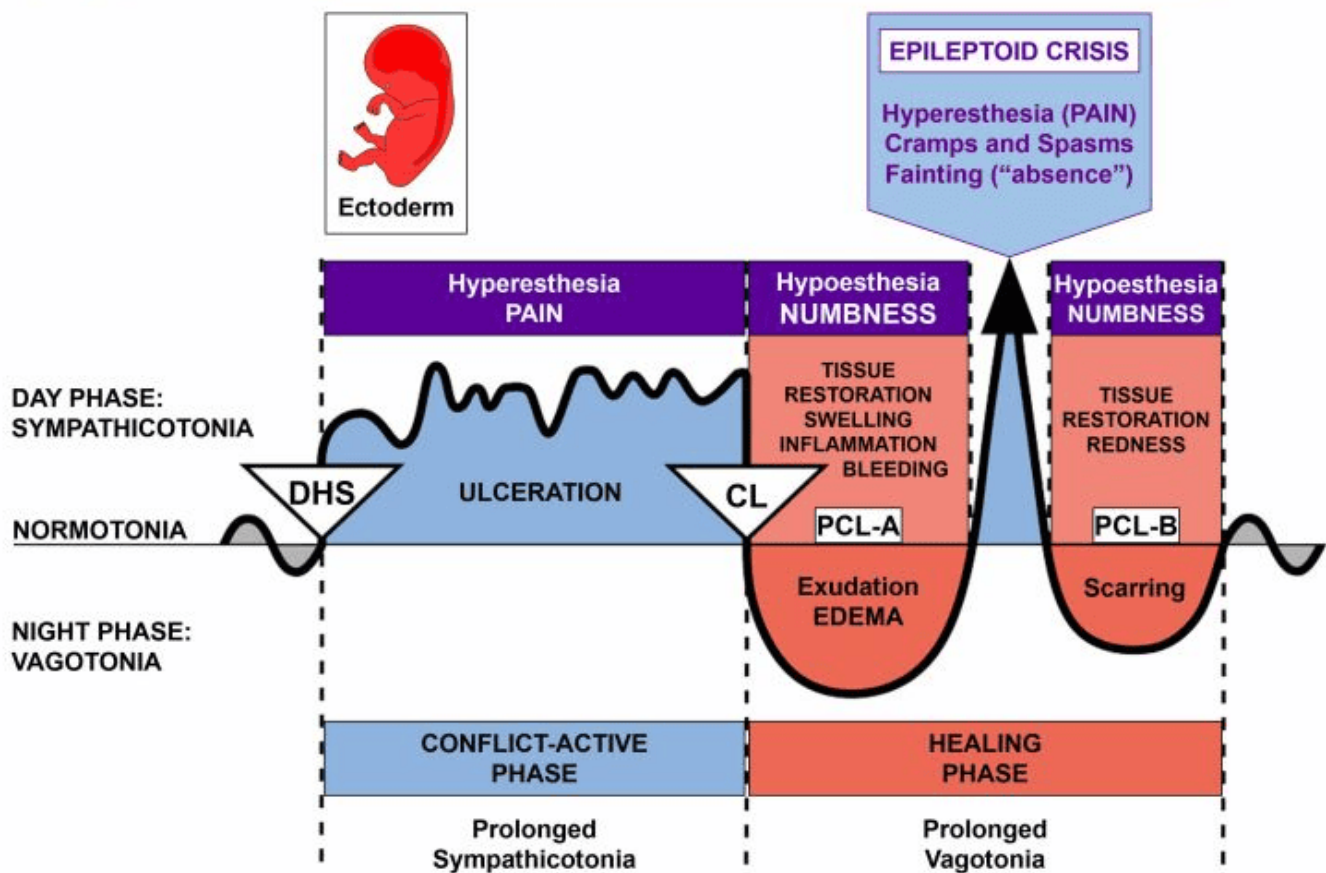 EPILEPTOID CRISIS
Hyperesthesia (PAIN)
Cramps and Spasms
Fainting ("absence")
Ectoderm
Hyperesthesia
PAIN
Hypoesthesia
NUMBNESS
Hypoesthesia
NUMBNESS
DAY PHASE:
SYMPATHICOTONIA
TISSUE
RESTORATION
SWELLING
INFLAMMATION
BLEEDING
TISSUE
RESTORATION
REDNESS
DHS
ULCERATION
CL
NORMOTONIA
PCL-A
PCL-B
Exudation
EDEMA
Scarring
NIGHT PHASE:
VAGOTONIA
CONFLICT-ACTIVE
PHASE
HEALING
PHASE
Prolonged
Sympathicotonia
Prolonged
Vagotonia